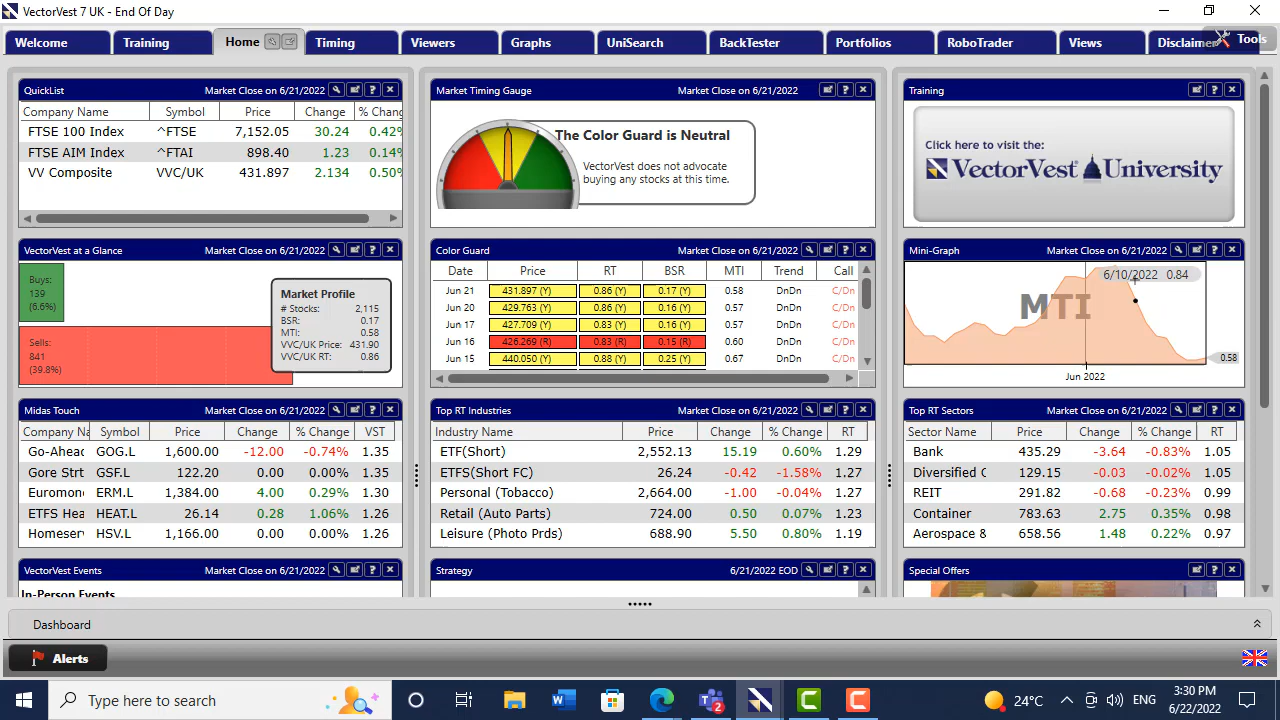 VectorVest 7 UK - End Of Day
Welcome Training Home Timing Viewers Graphs UniSearch BackTester Portfolios RoboTrader Views Disclaimer Tools
QuickList Market Close on 6/21/2022
Company Name Symbol Price Change % Chang
FTSE 100 Index ^FTSE 7,152.05 30.24 0.42%
FTSE AIM Index ^FTAI 898.40 1.23 0.14%
VV Composite VVC/UK 431.897 2.134 0.50%
Market Timing Gauge Market Close on 6/21/2022
The Color Guard is Neutral
VectorVest does not advocate
buying any stocks at this time.
Training
Click here to visit the:
VectorVest University
VectorVest at a Glance Market Close on 6/21/2022
Buys:
139
(6.6%)
Sells:
841
(39.8%)
Market Profile
# Stocks: 2,115
BSR: 0.17
MTI: 0.58
VVC/UK Price: 431.90
VVC/UK RT: 0.86
Color Guard Market Close on 6/21/2022
Date Price RT BSR MTI Trend Call
Jun 21 431.897 (Y) 0.86 (Y) 0.17 (Y) 0.58 DnDn C/Dn
Jun 20 429.763 (Y) 0.86 (Y) 0.16 (Y) 0.57 DnDn C/Dn
Jun 17 427.709 (Y) 0.83 (Y) 0.16 (Y) 0.57 DnDn C/Dn
Jun 16 426.269 (R) 0.83 (R) 0.15 (R) 0.60 DnDn C/Dn
Jun 15 440.050 (Y) 0.88 (Y) 0.25 (Y) 0.67 DnDn C/Dn
Mini-Graph Market Close on 6/21/2022
6/10/2022 0.84
MTI
0.58
Jun 2022
Midas Touch Market Close on 6/21/2022
Company Na Symbol Price Change % Change VST
Go-Ahead GOG.L 1,600.00 -12.00 -0.74% 1.35
Gore Strt GSF.L 122.20 0.00 0.00% 1.35
Euromon ERM.L 1,384.00 4.00 0.29% 1.30
ETFS Hea HEAT.L 26.14 0.28 1.06% 1.26
Homeser HSV.L 1,166.00 0.00 0.00% 1.26
Top RT Industries Market Close on 6/21/2022
Industry Name Price Change % Change RT
ETF(Short) 2,552.13 15.19 0.60% 1.29
ETFS(Short FC) 26.24 -0.42 -1.58% 1.27
Personal (Tobacco) 2,664.00 -1.00 -0.04% 1.27
Retail (Auto Parts) 724.00 0.50 0.07% 1.23
Leisure (Photo Prds) 688.90 5.50 0.80% 1.19
Top RT Sectors Market Close on 6/21/2022
Sector Name Price Change % Change RT
Bank 435.29 -3.64 -0.83% 1.05
Diversified C 129.15 -0.03 -0.02% 1.05
REIT 291.82 -0.68 -0.23% 0.99
Container 783.63 2.75 0.35% 0.98
Aerospace & 658.56 1.48 0.22% 0.97
VectorVest Events Market Close on 6/21/2022
In-Person Events
Strategy 6/21/2022 EOD
Special Offers
Dashboard
Alerts
Type here to search
2
24°C ENG
3:30 PM
6/22/2022